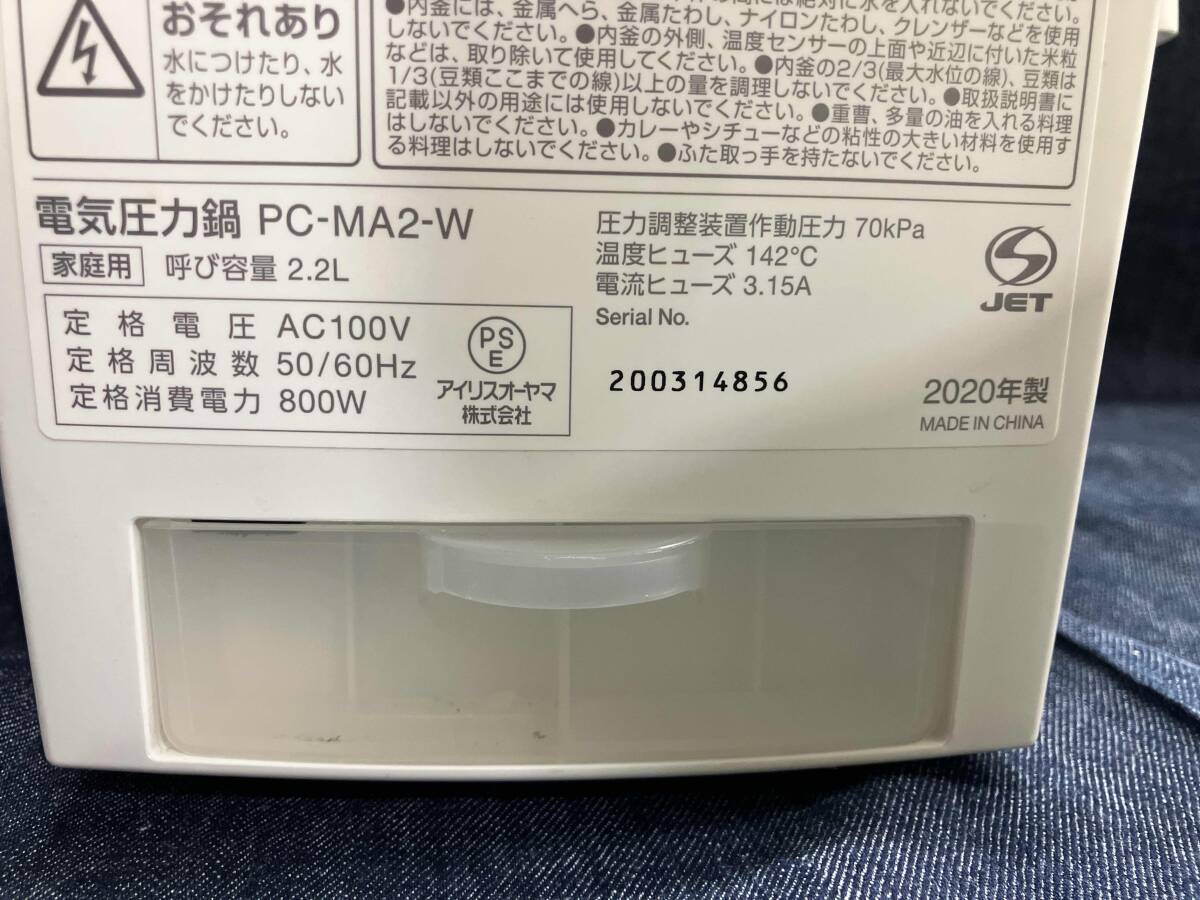 おそれあり
水につけたり、水
をかけたりしない
でください。
●内釜には、金属へら、金属たわし、ナイロンたわし、クレンザーなどを使用
しないでください。●内釜の外側、温度センサーの上面や近辺に付いた米粒
などは、取り除いて使用してください。●内釜の2/3(最大水位の線)、豆類は
1/3(豆類ここまでの線)以上の量を調理しないでください。●取扱説明書に
記載以外の用途には使用しないでください。●重曹、多量の油を入れる料理
はしないでください。●カレーやシチューなどの粘性の大きい材料を使用す
る料理はしないでください。●ふた取っ手を持たないでください。
電気圧力鍋 PC-MA2-W
家庭用 呼び容量 2.2L
定格電圧 AC100V
定格周波数 50/60Hz
定格消費電力 800W
PS
E
アイリスオーヤマ
株式会社
圧力調整装置作動圧力 70kPa
温度ヒューズ 142℃
電流ヒューズ 3.15A
Serial No.
200314856
JET
2020年製
MADE IN CHINA